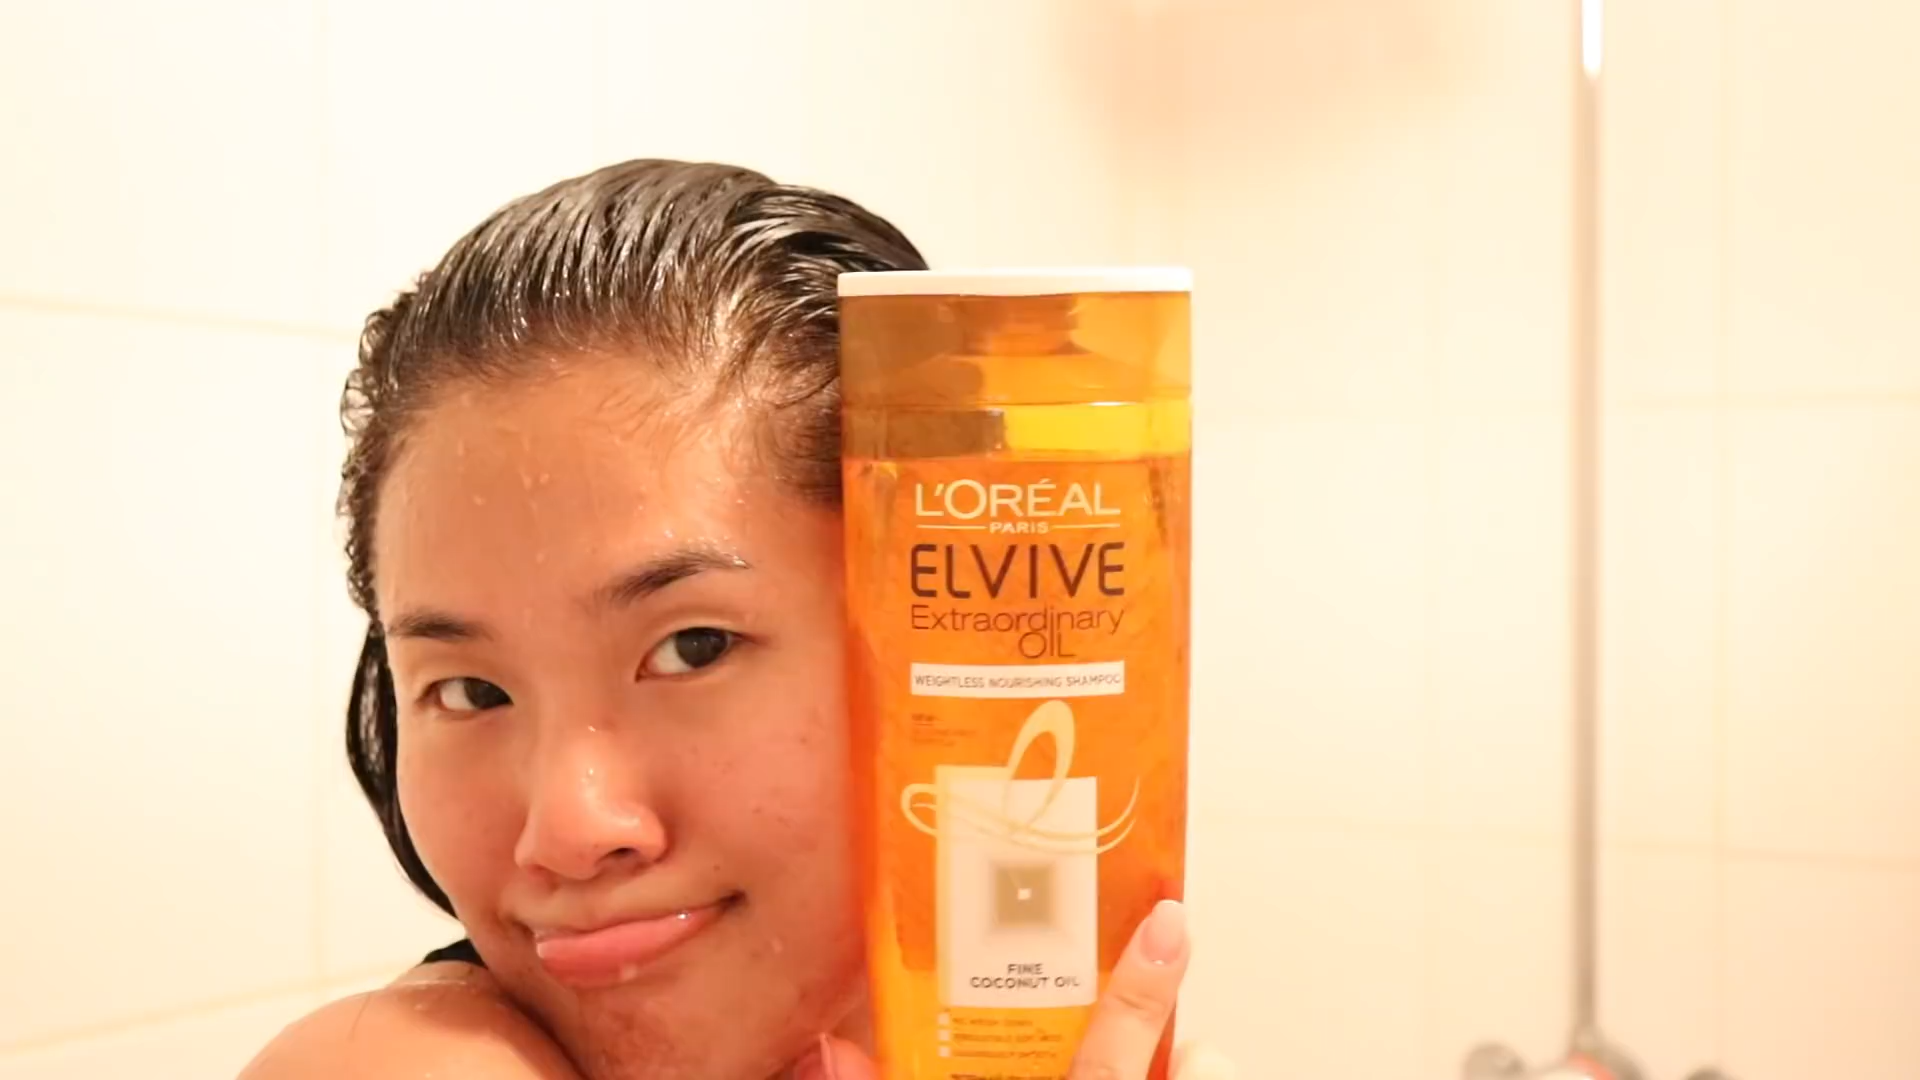 L'ORÉAL
PARIS
ELVIVE
Extraordinary
OIL
WEIGHTLESS NOURISHING SHAMPOO
FINE
COCONUT OIL